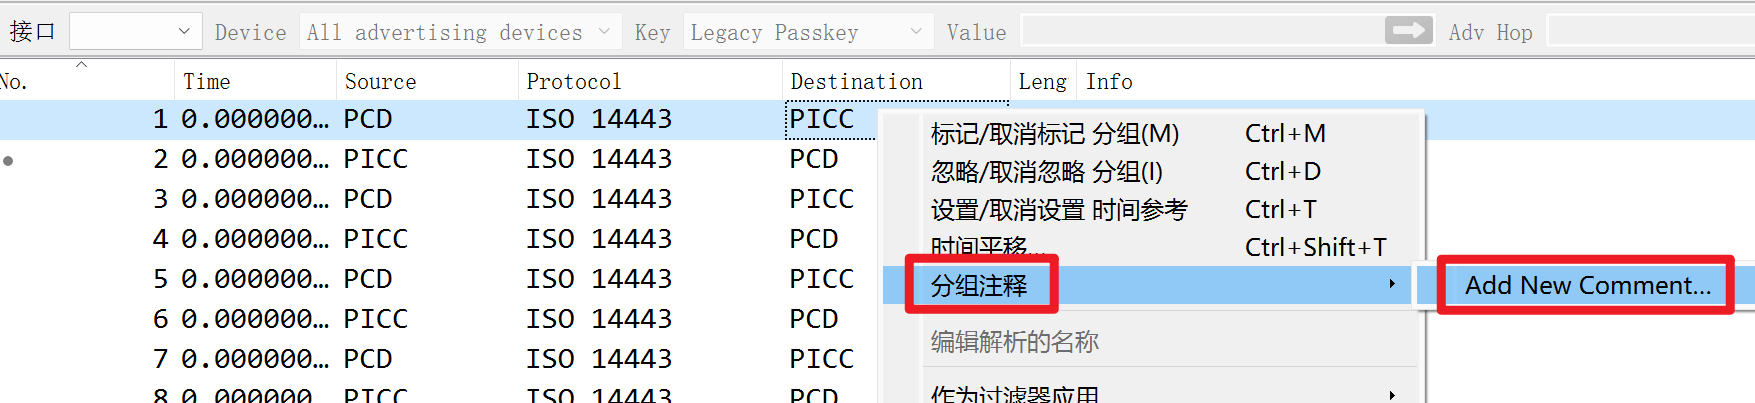 接口 Device All advertising devices Key Legacy Passkey Value Adv Hop
No. Time Source Protocol Destination Leng Info
1 0.000000… PCD ISO 14443 PICC
2 0.000000… PICC ISO 14443 PCD
3 0.000000… PCD ISO 14443 PICC
4 0.000000… PICC ISO 14443 PCD
5 0.000000… PCD ISO 14443 PICC
6 0.000000… PICC ISO 14443 PCD
7 0.000000… PCD ISO 14443 PICC
8 0.000000… PICC ISO 14443 PCD
标记/取消标记 分组(M) Ctrl+M
忽略/取消忽略 分组(I) Ctrl+D
设置/取消设置 时间参考 Ctrl+T
时间平移... Ctrl+Shift+T
分组注释
Add New Comment...
编辑解析的名称
作为过滤器应用